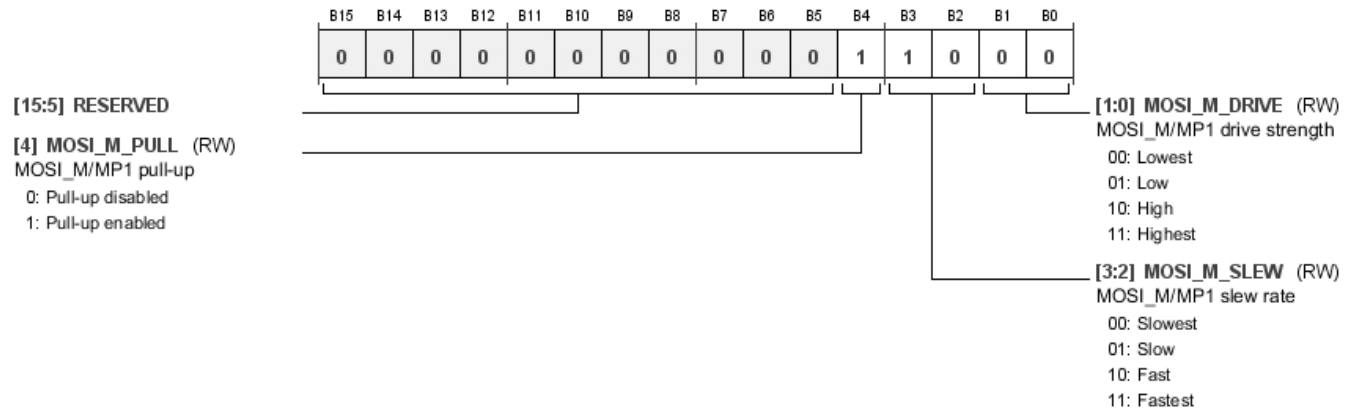 B15 B14 B13 B12 B11 B10 B9 B8 B7 B6 B5 B4 B3 B2 B1 B0
0 0 0 0 0 0 0 0 0 0 0 1 1 0 0 0
[15:5] RESERVED
[4] MOSI_M_PULL (RW)
MOSI_M/MP1 pull-up
0: Pull-up disabled
1: Pull-up enabled
[1:0] MOSI_M_DRIVE (RW)
MOSI_M/MP1 drive strength
00: Lowest
01: Low
10: High
11: Highest
[3:2] MOSI_M_SLEW (RW)
MOSI_M/MP1 slew rate
00: Slowest
01: Slow
10: Fast
11: Fastest